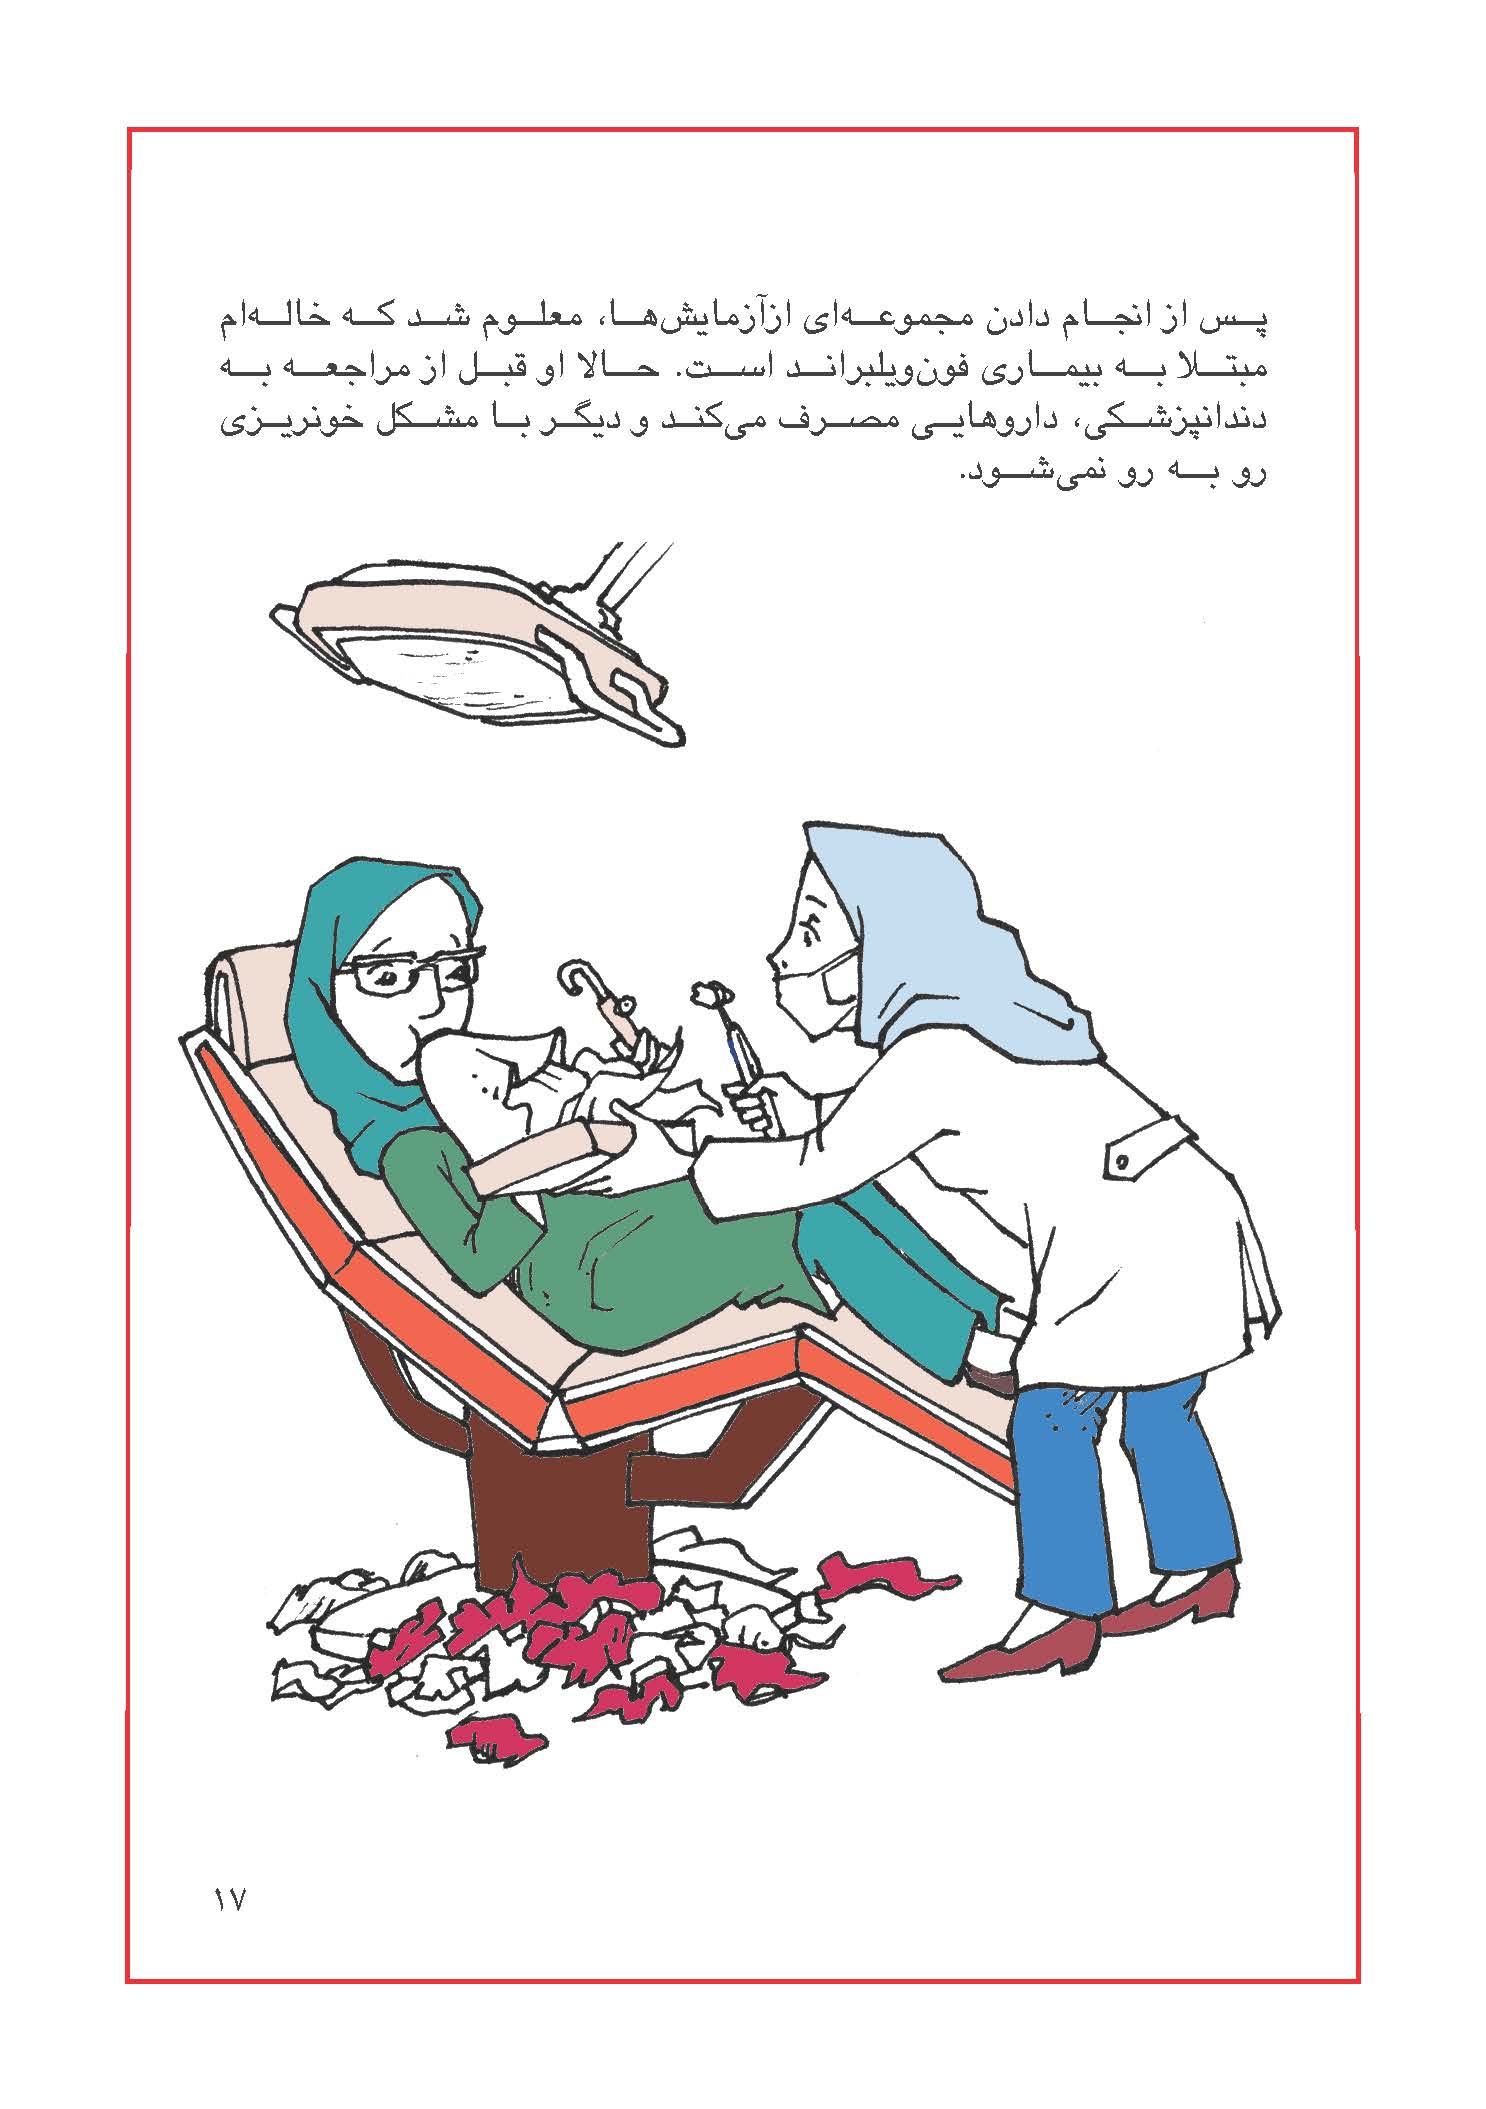 پس از انجام دادن مجموعه‌ای ازآزمایش‌ها، معلوم شد که خاله‌ام
مبتلا به بیماری فون‌ویلبراند است. حالا او قبل از مراجعه به
دندانپزشکی، داروهایی مصرف می‌کند و دیگر با مشکل خونریزی
رو به رو نمی‌شود.
۱۷